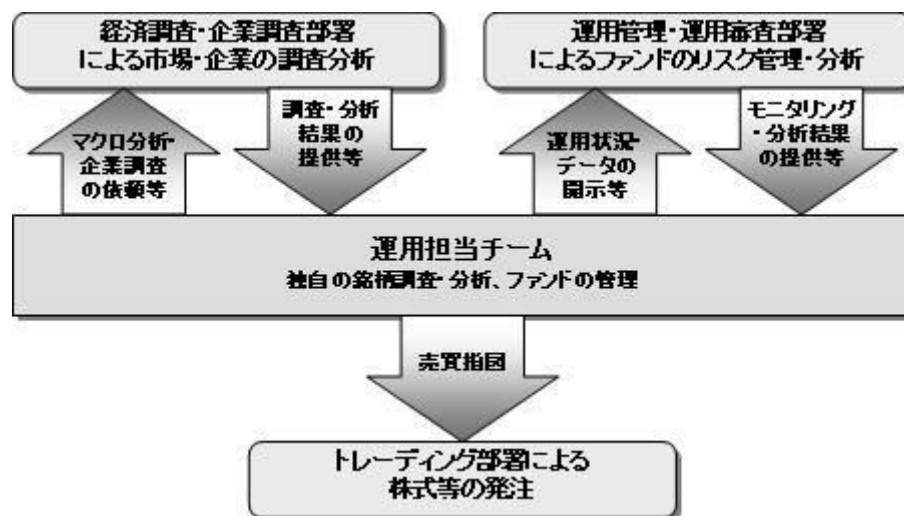 経済調査・企業調査部署
による市場・企業の調査分析
運用管理・運用審査部署
によるファンドのリスク管理・分析
マクロ分析・
企業調査
の依頼等
調査・分析
結果の
提供等
運用状況・
データの
開示等
モニタリング
・分析結果
の提供等
運用担当チーム
独自の銘柄調査・分析、ファンドの管理
売買指図
トレーディング部署による
株式等の発注